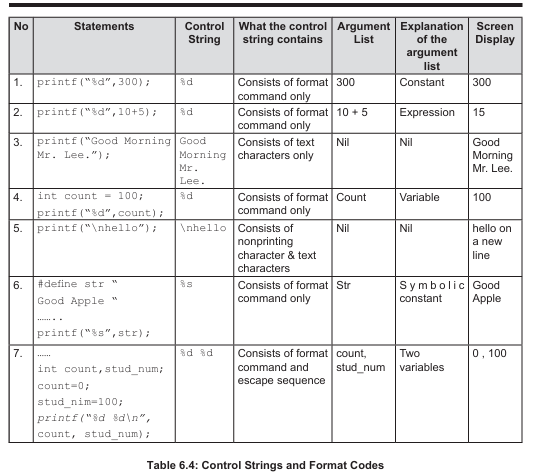 No Statements Control String What the control string contains Argument List Explanation of the argument list Screen Display
1. printf(“%d”,300); %d Consists of format command only 300 Constant 300
2. printf(“%d”,10+5); %d Consists of format command only 10 + 5 Expression 15
3. printf(“Good Morning Mr. Lee.”); Good Morning Mr. Lee. Consists of text characters only Nil Nil Good Morning Mr. Lee.
4. int count = 100;
printf(“%d”,count); %d Consists of format command only Count Variable 100
5. printf(“\nhello”); \nhello Consists of nonprinting character & text characters Nil Nil hello on a new line
6. #define str “
Good Apple “
……..
printf(“%s”,str); %s Consists of format command only Str Symbolic constant Good Apple
7. ……
int count,stud_num;
count=0;
stud_nim=100;
printf(“%d %d\n”,
count, stud_num); %d %d Consists of format command and escape sequence count, stud_num Two variables 0 , 100
Table 6.4: Control Strings and Format Codes